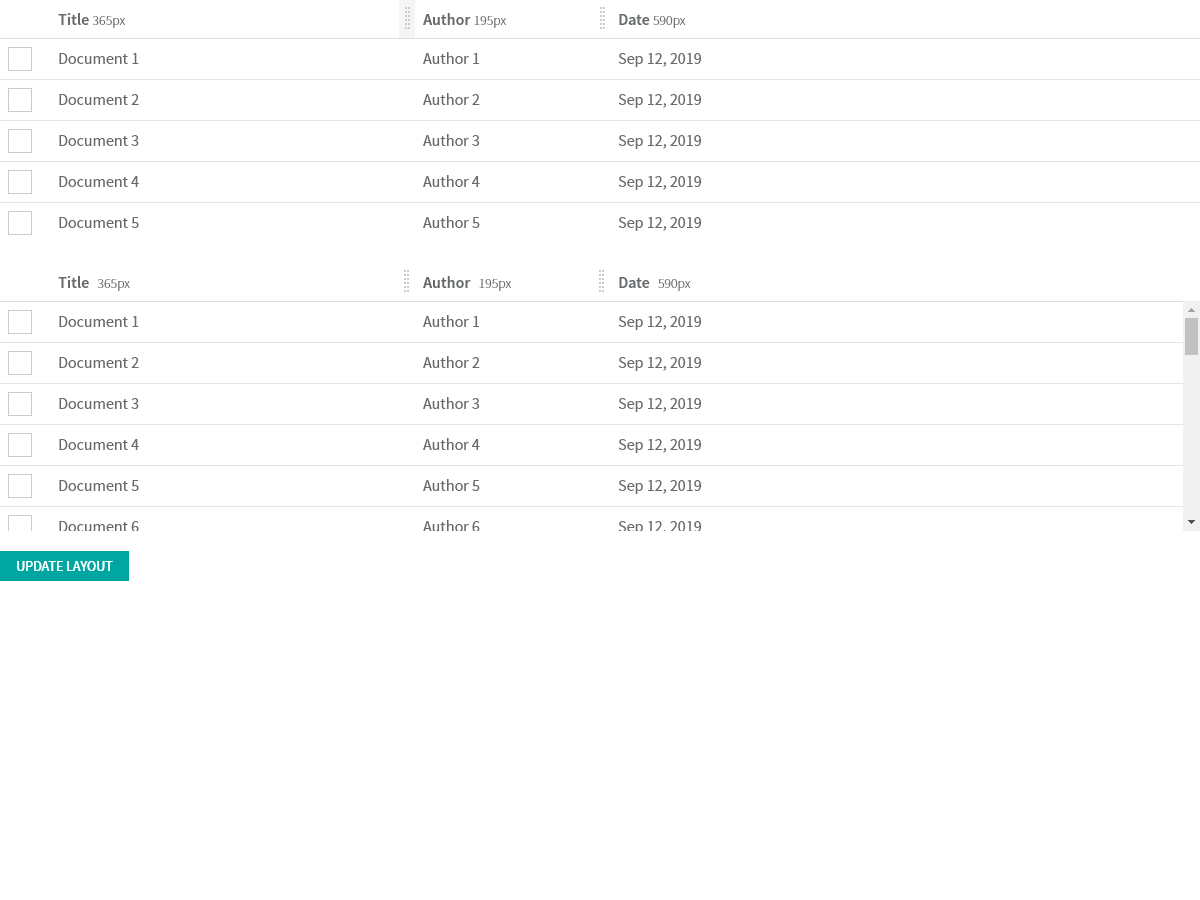 Title 365px Author 195px Date 590px
Document 1 Author 1 Sep 12, 2019
Document 2 Author 2 Sep 12, 2019
Document 3 Author 3 Sep 12, 2019
Document 4 Author 4 Sep 12, 2019
Document 5 Author 5 Sep 12, 2019
Title 365px Author 195px Date 590px
Document 1 Author 1 Sep 12, 2019
Document 2 Author 2 Sep 12, 2019
Document 3 Author 3 Sep 12, 2019
Document 4 Author 4 Sep 12, 2019
Document 5 Author 5 Sep 12, 2019
Document 6 Author 6 Sep 12, 2019
UPDATE LAYOUT